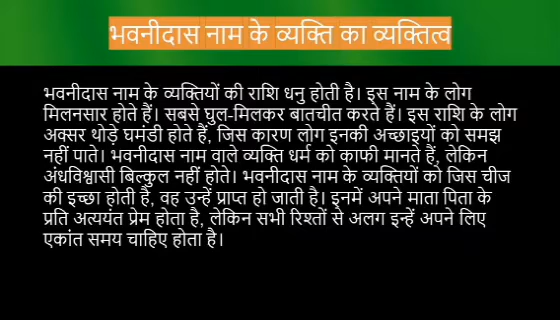 भवनीदास नाम के व्यक्ति का व्यक्तित्व
भवनीदास नाम के व्यक्तियों की राशि धनु होती है। इस नाम के लोग
मिलनसार होते हैं। सबसे घुल-मिलकर बातचीत करते हैं। इस राशि के लोग
अक्सर थोड़े घमंडी होते हैं, जिस कारण लोग इनकी अच्छाइयों को समझ
नहीं पाते। भवनीदास नाम वाले व्यक्ति धर्म को काफी मानते हैं, लेकिन
अंधविश्वासी बिल्कुल नहीं होते। भवनीदास नाम के व्यक्तियों को जिस चीज
की इच्छा होती है, वह उन्हें प्राप्त हो जाती है। इनमें अपने माता पिता के
प्रति अत्ययंत प्रेम होता है, लेकिन सभी रिश्तों से अलग इन्हें अपने लिए
एकांत समय चाहिए होता है।